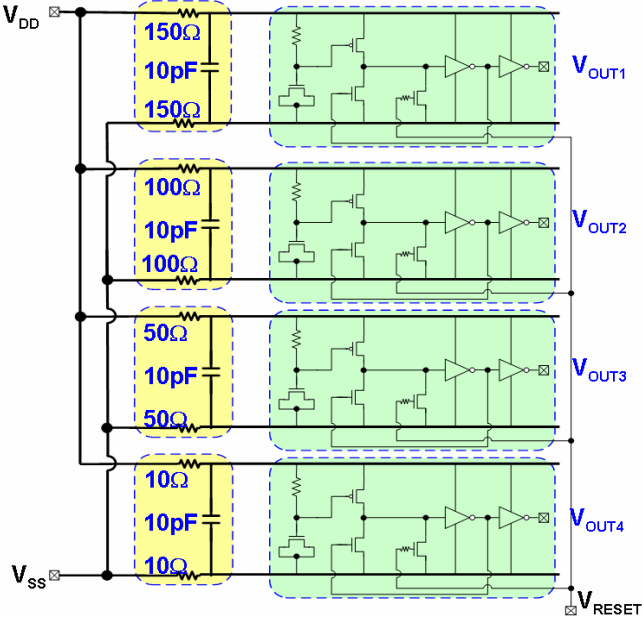 VDD
150Ω
10pF
150Ω
VOUT1
100Ω
10pF
100Ω
VOUT2
50Ω
10pF
50Ω
VOUT3
10Ω
10pF
10Ω
VOUT4
VSS
VRESET